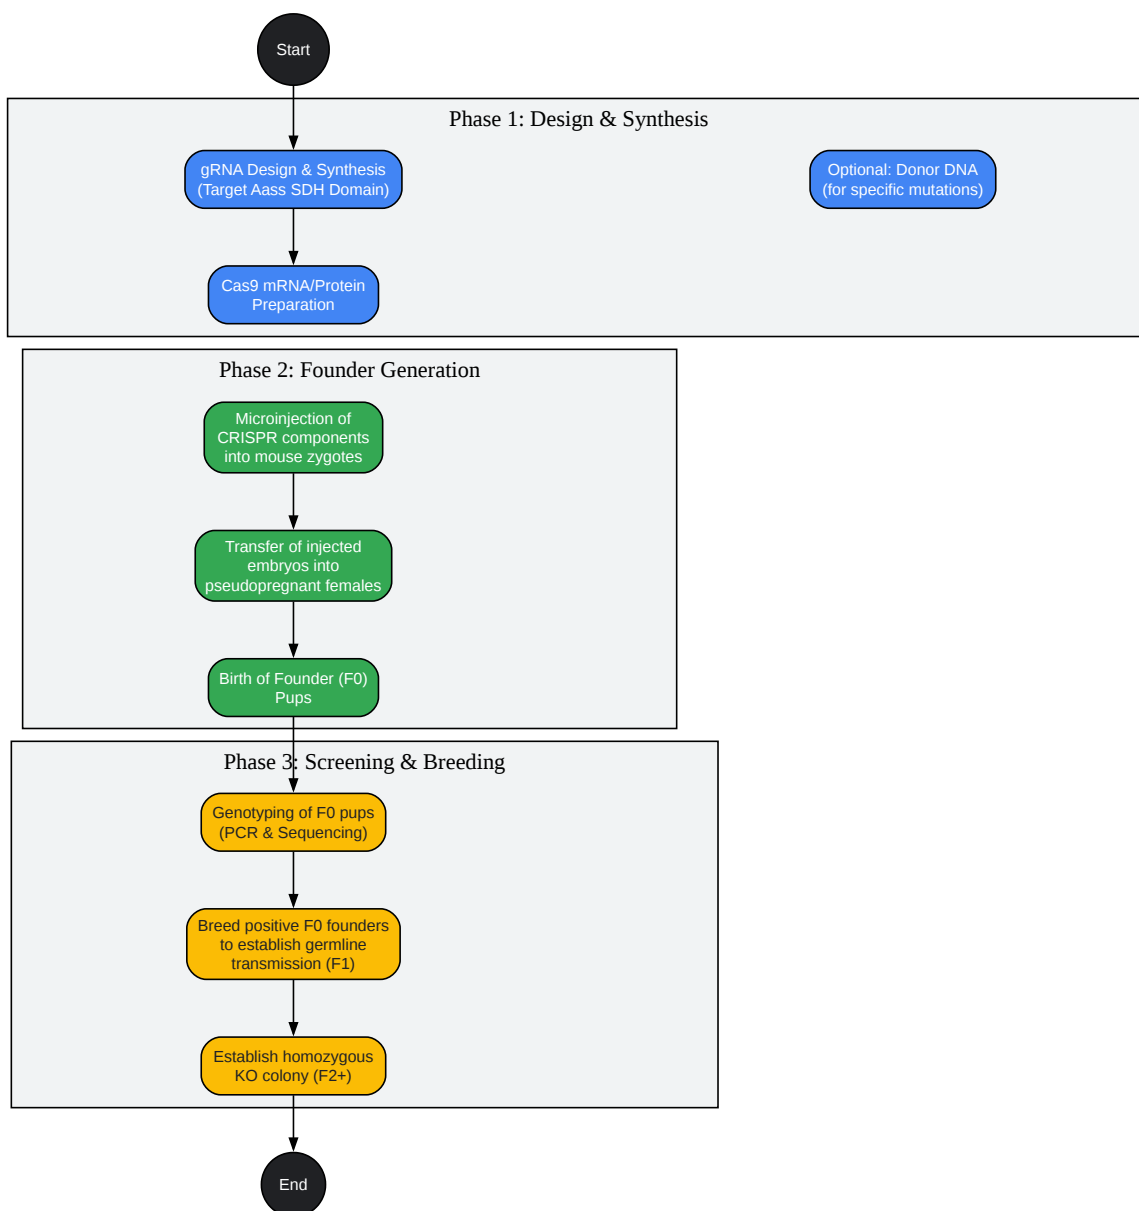 Start
Phase 1: Design & Synthesis
gRNA Design & Synthesis
(Target Aass SDH Domain)
Optional: Donor DNA
(for specific mutations)
Cas9 mRNA/Protein
Preparation
Phase 2: Founder Generation
Microinjection of
CRISPR components
into mouse zygotes
Transfer of injected
embryos into
pseudopregnant females
Birth of Founder (F0)
Pups
Phase 3: Screening & Breeding
Genotyping of F0 pups
(PCR & Sequencing)
Breed positive F0 founders
to establish germline
transmission (F1)
Establish homozygous
KO colony (F2+)
End